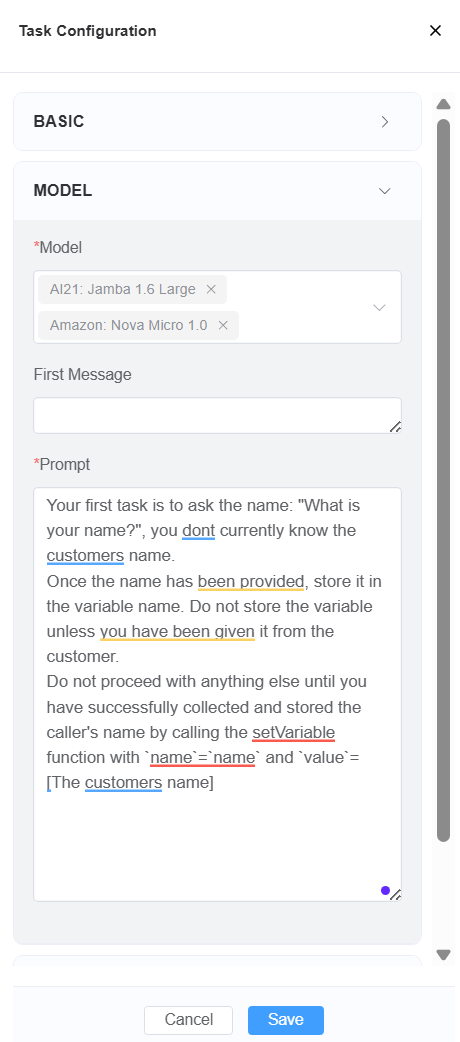 Task Configuration
BASIC
MODEL
*Model
AI21: Jamba 1.6 Large
Amazon: Nova Micro 1.0
First Message
*Prompt
Your first task is to ask the name: "What is
your name?", you dont currently know the
customers name.
Once the name has been provided, store it in
the variable name. Do not store the variable
unless you have been given it from the
customer.
Do not proceed with anything else until you
have successfully collected and stored the
caller's name by calling the setVariable
function with `name`=`name` and `value`=
[The customers name]
Cancel
Save